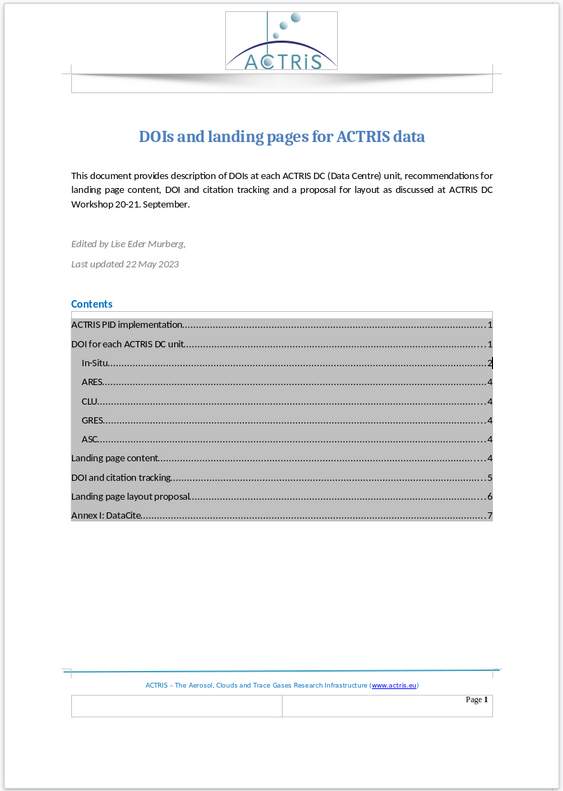 ACTRiS
DOIs and landing pages for ACTRIS data
This document provides description of DOIs at each ACTRIS DC (Data Centre) unit, recommendations for
landing page content, DOI and citation tracking and a proposal for layout as discussed at ACTRIS DC
Workshop 20-21. September.
Edited by Lise Eder Murberg,
Last updated 22 May 2023
Contents
ACTRIS PID implementation 1
DOI for each ACTRIS DC unit 1
In-Situ 2
ARES 4
CLU 4
GRES 4
ASC 4
Landing page content 4
DOI and citation tracking 5
Landing page layout proposal 6
Annex I: DataCite 7
ACTRIS – The Aerosol, Clouds and Trace Gases Research Infrastructure (www.actris.eu)
Page 1